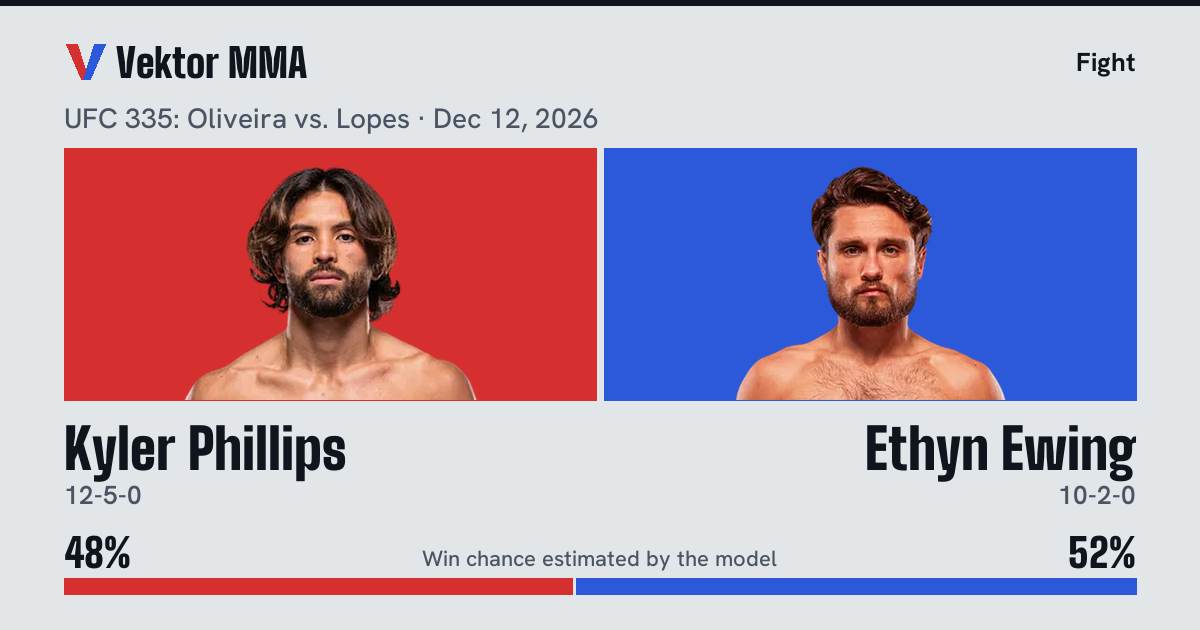 Vektor MMA
Fight
UFC 335: Oliveira vs. Lopes · Dec 12, 2026
Kyler Phillips
Ethyn Ewing
12-5-0
10-2-0
48%
Win chance estimated by the model
52%